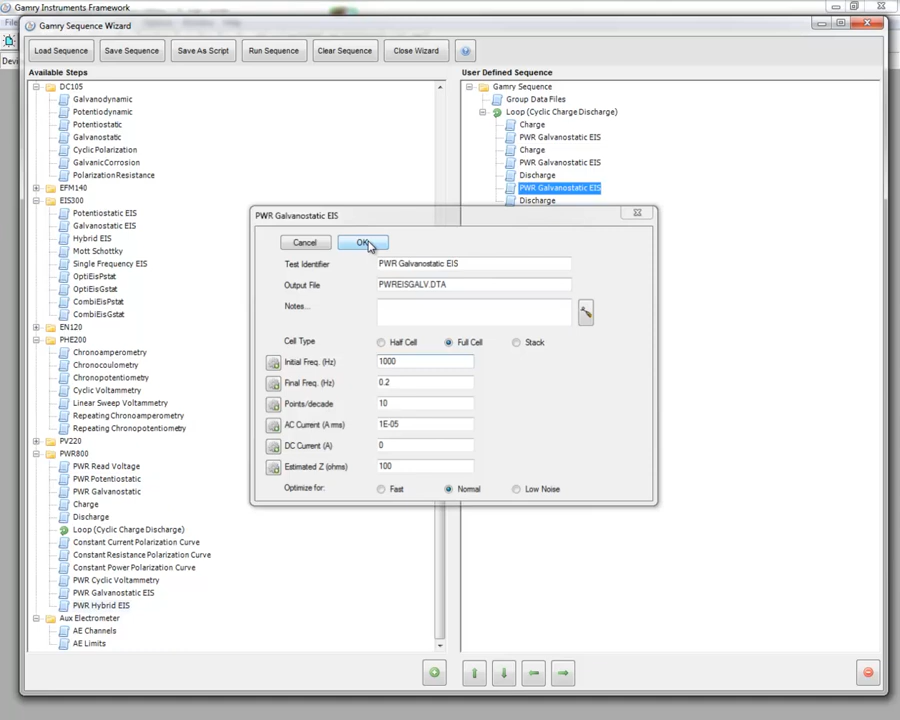 Gamry Instruments Framework
Gamry Sequence Wizard
Load Sequence
Save Sequence
Save As Script
Run Sequence
Clear Sequence
Close Wizard
Available Steps
DC105
Galvanodynamic
Potentiodynamic
Potentiostatic
Galvanostatic
Cyclic Polarization
GalvanicCorrosion
PolarizationResistance
EFM140
EIS300
Potentiostatic EIS
Galvanostatic EIS
Hybrid EIS
Mott Schottky
Single Frequency EIS
OptiEisPstat
OptiEisGstat
CombiEisPstat
CombiEisGstat
EN120
PHE200
Chronoamperometry
Chronocoulometry
Chronopotentiometry
Cyclic Voltammetry
Linear Sweep Voltammetry
Repeating Chronoamperometry
Repeating Chronopotentiometry
PV220
PWR800
PWR Read Voltage
PWR Potentiostatic
PWR Galvanostatic
Charge
Discharge
Loop (Cyclic Charge Discharge)
Constant Current Polarization Curve
Constant Resistance Polarization Curve
Constant Power Polarization Curve
PWR Cyclic Voltammetry
PWR Galvanostatic EIS
PWR Hybrid EIS
Aux Electrometer
AE Channels
AE Limits
User Defined Sequence
Gamry Sequence
Group Data Files
Loop (Cyclic Charge Discharge)
Charge
PWR Galvanostatic EIS
Charge
PWR Galvanostatic EIS
Discharge
PWR Galvanostatic EIS
Discharge
PWR Galvanostatic EIS
Cancel
OK
Test Identifier PWR Galvanostatic EIS
Output File PWREISGALV.DTA
Notes...
Cell Type Half Cell Full Cell Stack
Initial Freq. (Hz) 1000
Final Freq. (Hz) 0.2
Points/decade 10
AC Current (A rms) 1E-05
DC Current (A) 0
Estimated Z (ohms) 100
Optimize for: Fast Normal Low Noise